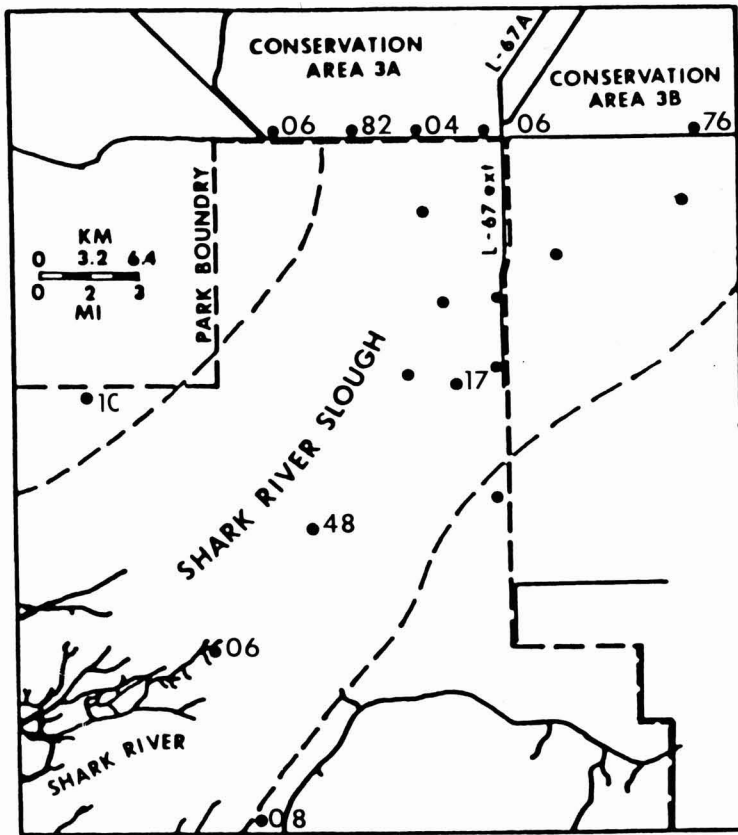 CONSERVATION
AREA 3A
L-67A
CONSERVATION
AREA 3B
06
82
04
06
76
PARK BOUNDRY
L-67 ext
KM
0 3.2 6.4
0 2 3
MI
1C
17
SHARK RIVER SLOUGH
48
06
SHARK RIVER
08